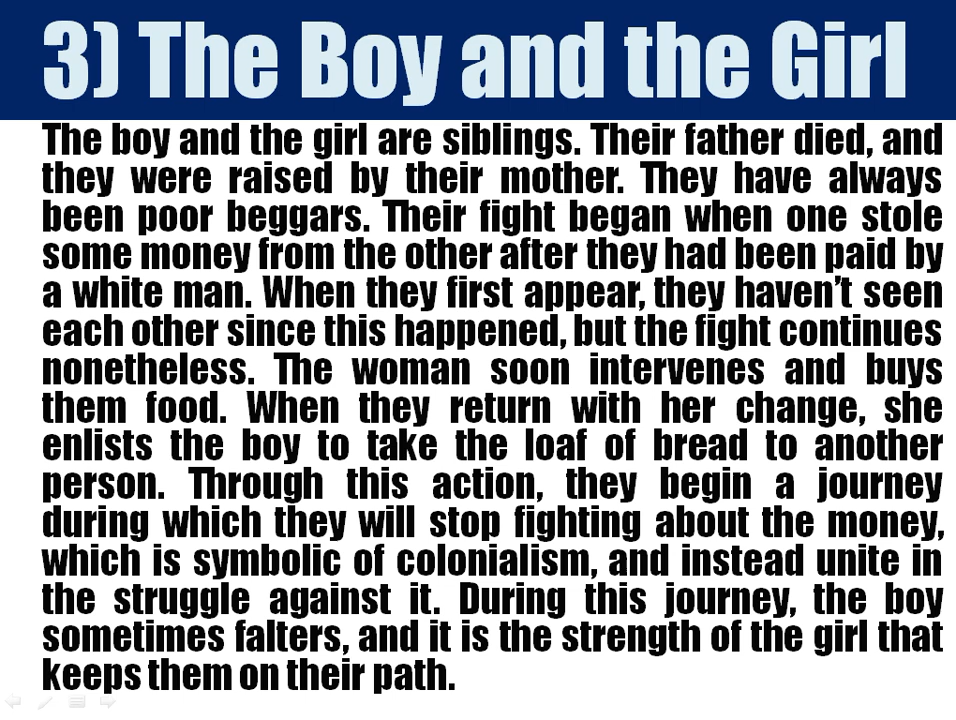 3) The Boy and the Girl
The boy and the girl are siblings. Their father died, and
they were raised by their mother. They have always
been poor beggars. Their fight began when one stole
some money from the other after they had been paid by
a white man. When they first appear, they haven’t seen
each other since this happened, but the fight continues
nonetheless. The woman soon intervenes and buys
them food. When they return with her change, she
enlists the boy to take the loaf of bread to another
person. Through this action, they begin a journey
during which they will stop fighting about the money,
which is symbolic of colonialism, and instead unite in
the struggle against it. During this journey, the boy
sometimes falters, and it is the strength of the girl that
keeps them on their path.